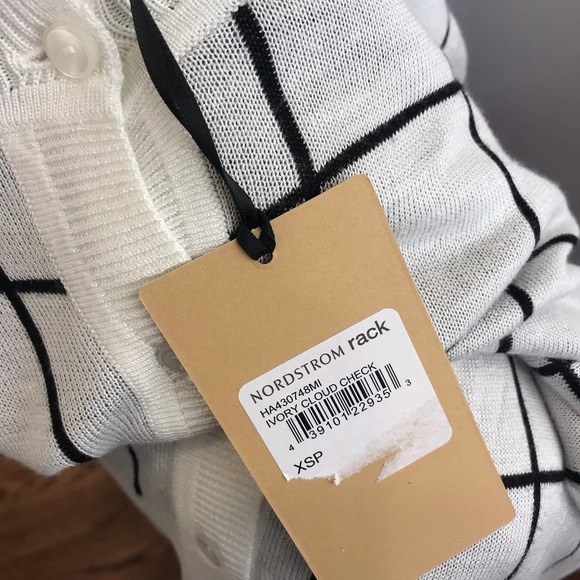 NORDSTROM rack
HA430748MI
IVORY CLOUD CHECK
4 39101 22935 3
XSP